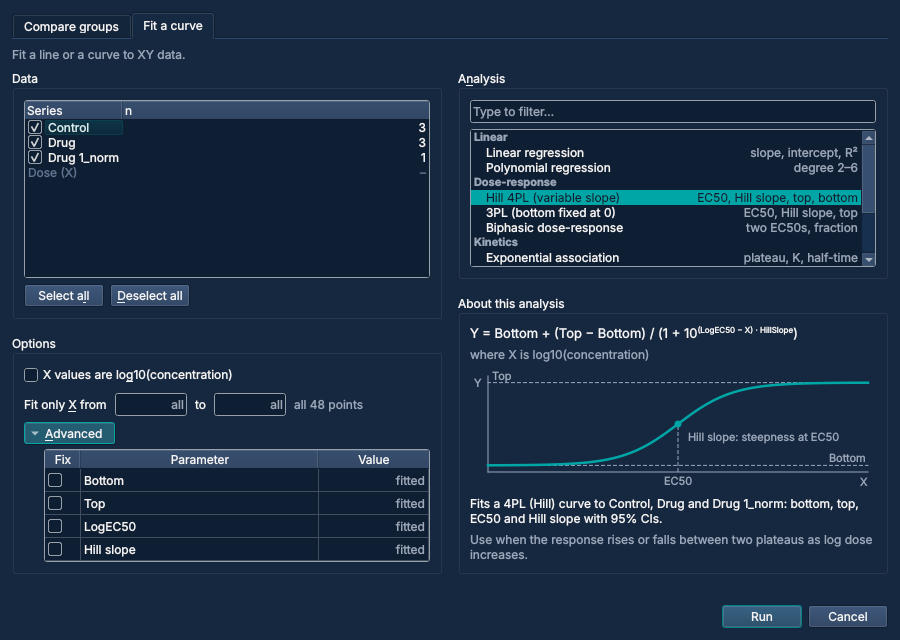 Compare groups
Fit a curve
Fit a line or a curve to XY data.
Data
Series n
Control 3
Drug 3
Drug 1_norm 1
Dose (X) –
Select all
Deselect all
Options
X values are log10(concentration)
Fit only X from all to all all 48 points
Advanced
Fix Parameter Value
Bottom fitted
Top fitted
LogEC50 fitted
Hill slope fitted
Analysis
Type to filter...
Linear
Linear regression slope, intercept, R²
Polynomial regression degree 2–6
Dose-response
Hill 4PL (variable slope) EC50, Hill slope, top, bottom
3PL (bottom fixed at 0) EC50, Hill slope, top
Biphasic dose-response two EC50s, fraction
Kinetics
Exponential association plateau, K, half-time
About this analysis
Y = Bottom + (Top − Bottom) / (1 + 10^(LogEC50 − X) · HillSlope)
where X is log10(concentration)
Top
Y
Hill slope: steepness at EC50
Bottom
EC50
X
Fits a 4PL (Hill) curve to Control, Drug and Drug 1_norm: bottom, top,
EC50 and Hill slope with 95% CIs.
Use when the response rises or falls between two plateaus as log dose
increases.
Run
Cancel